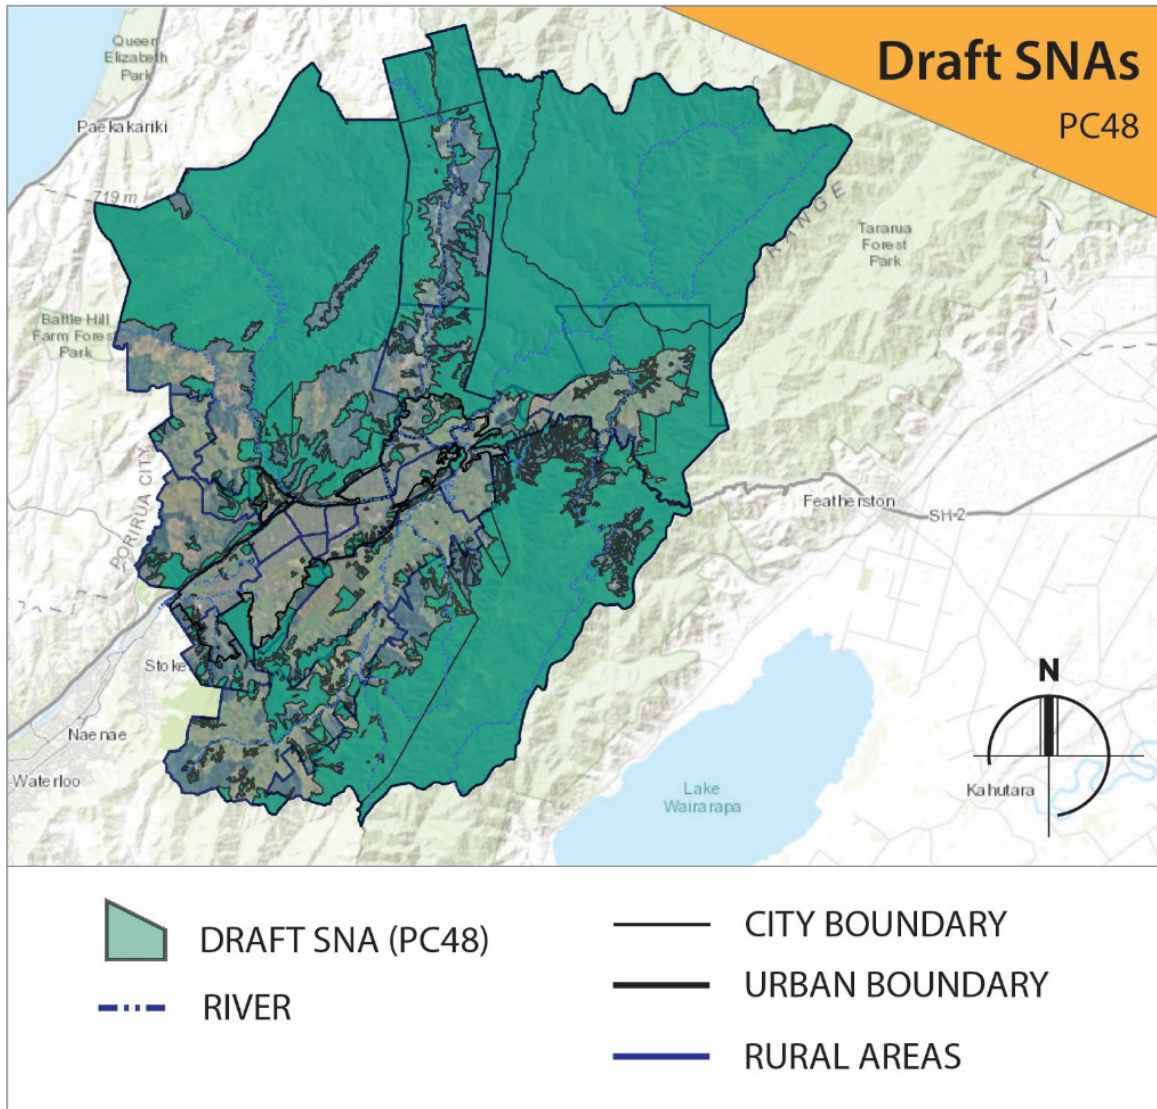 Draft SNAs
PC48
Queen
Elizabeth
Park
Paekakariki
719 m
RANGE
Tararua
Forest
Park
Battle Hill
Farm Forest
Park
PORIRUA CITY
Featherston
SH-2
Stoke
Naenae
Waterloo
Lake
Wairarapa
N
Kahutara
DRAFT SNA (PC48)
RIVER
CITY BOUNDARY
URBAN BOUNDARY
RURAL AREAS